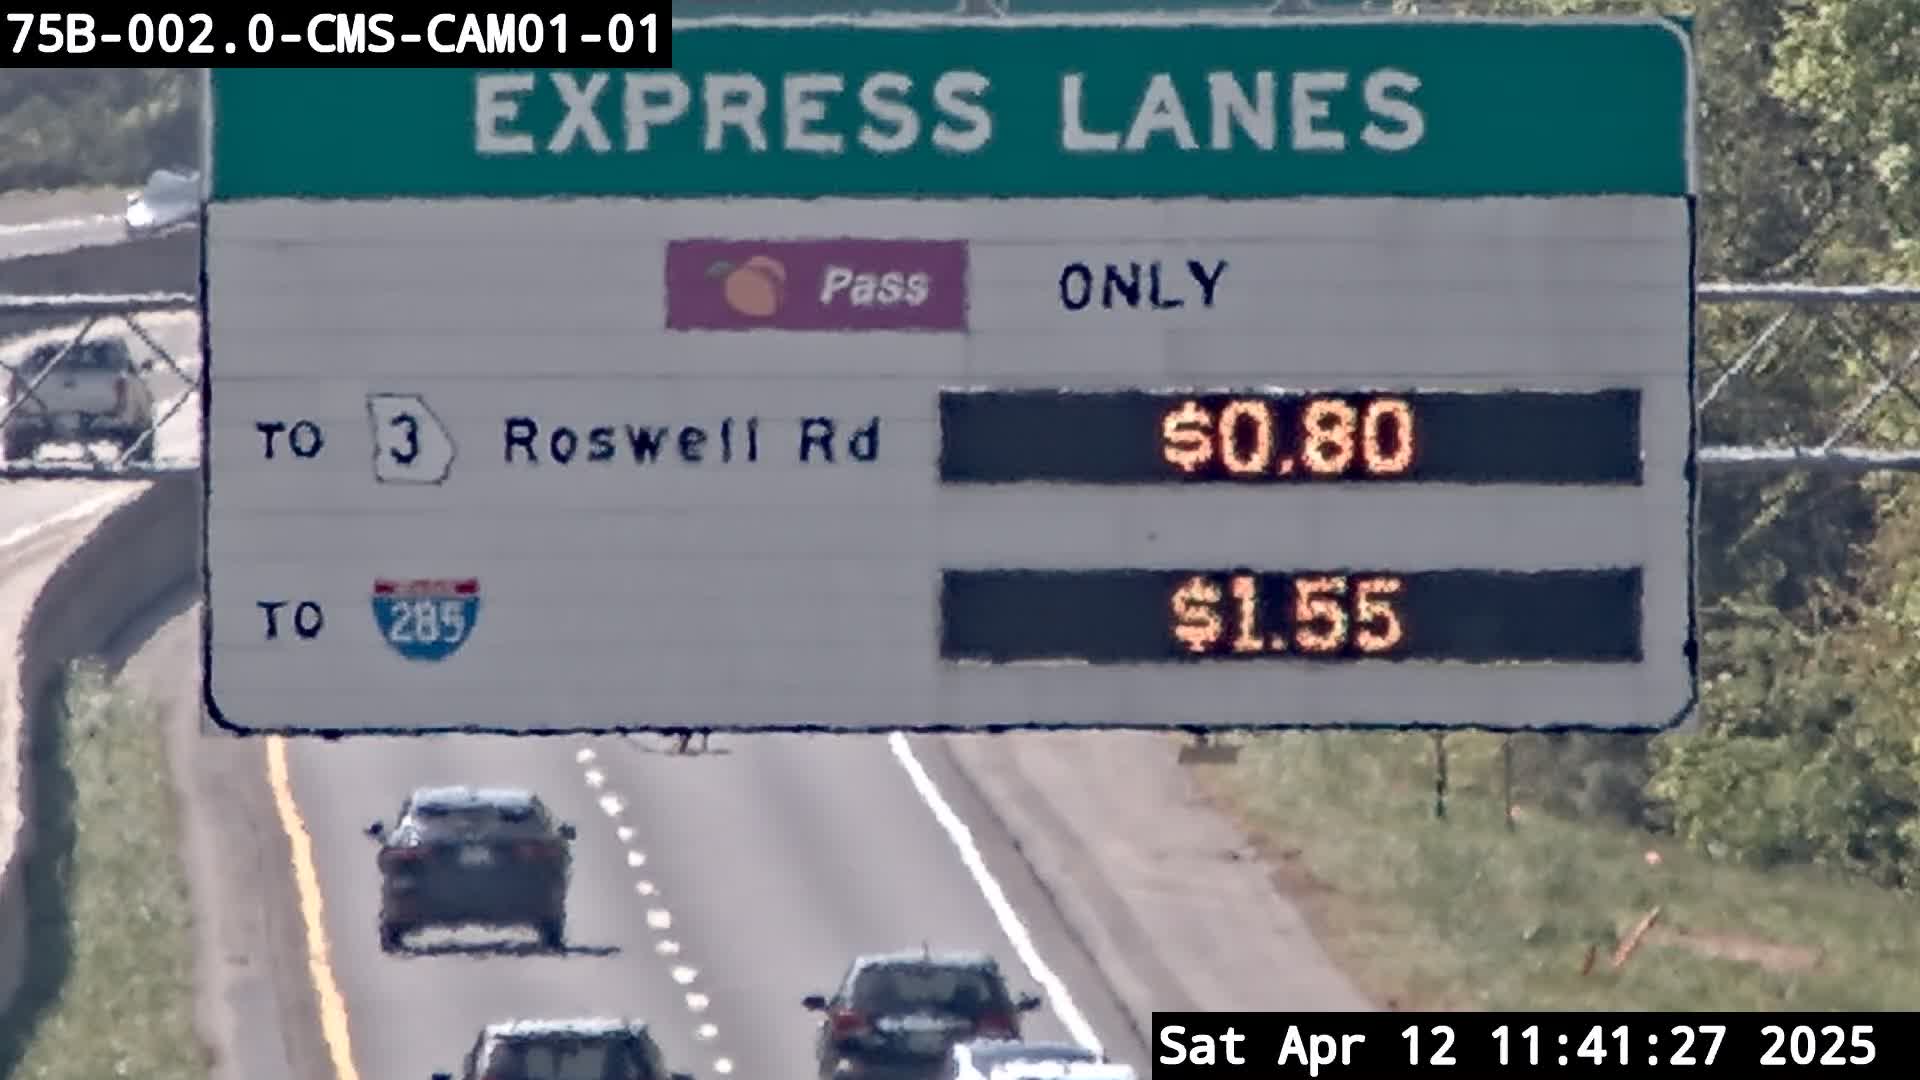 75B-002.0-CMS-CAM01-01
EXPRESS LANES
Pass ONLY
TO 3 Roswell Rd $0.80
TO 285 $1.55
Sat Apr 12 11:41:27 2025